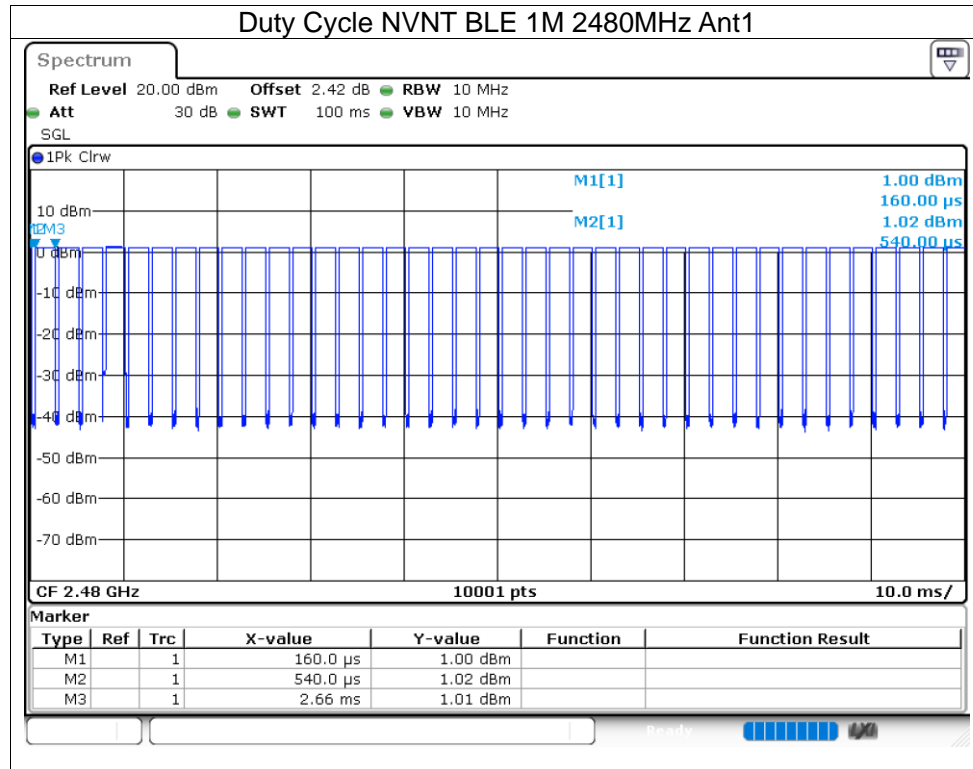 Duty Cycle NVNT BLE 1M 2480MHz Ant1
Spectrum
Ref Level 20.00 dBm Offset 2.42 dB RBW 10 MHz
Att 30 dB SWT 100 ms VBW 10 MHz
SGL
1Pk Clrw
M1[1] 1.00 dBm
160.00 µs
10 dBm
M2[1] 1.02 dBm
540.00 µs
M3
0 dBm
-10 dBm
-20 dBm
-30 dBm
-40 dBm
-50 dBm
-60 dBm
-70 dBm
CF 2.48 GHz 10001 pts 10.0 ms/
Marker
Type Ref Trc X-value Y-value Function Function Result
M1 1 160.0 µs 1.00 dBm
M2 1 540.0 µs 1.02 dBm
M3 1 2.66 ms 1.01 dBm
Ready LXI